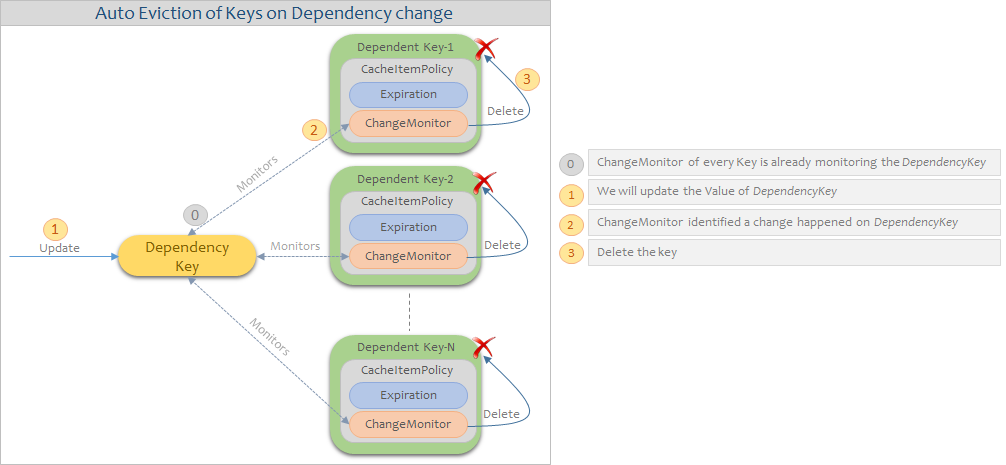 Auto Eviction of Keys on Dependency change
Dependent Key-1
CacheItemPolicy
Expiration
ChangeMonitor
3
Delete
2
Monitors
0
1
Update
Dependency
Key
Monitors
Dependent Key-2
CacheItemPolicy
Expiration
ChangeMonitor
Delete
Monitors
Dependent Key-N
CacheItemPolicy
Expiration
ChangeMonitor
Delete
0 ChangeMonitor of every Key is already monitoring the DependencyKey
1 We will update the Value of DependencyKey
2 ChangeMonitor identified a change happened on DependencyKey
3 Delete the key